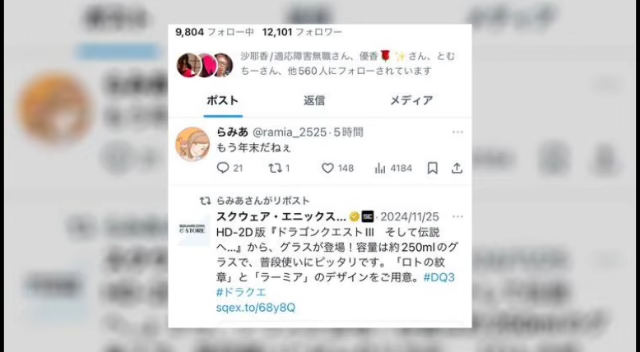 9,804 フォロー中 12,101 フォロワー
沙耶香/適応障害無職さん、優香🌹✨さん、とむ
ちーさん、他560人にフォローされています
ポスト 返信 メディア
らみあ @ramia_2525·5時間
もう年末だねぇ
21 1 148 4184
らみあさんがリポスト
スクウェア・エニックス... ·2024/11/25
HD-2D版『ドラゴンクエストⅢ そして伝説
へ…』から、グラスが登場！容量は約250mlのグ
ラスで、普段使いにピッタリです。「ロトの紋
章」と「ラーミア」のデザインをご用意。#DQ3
#ドラクエ
sqex.to/68y8Q